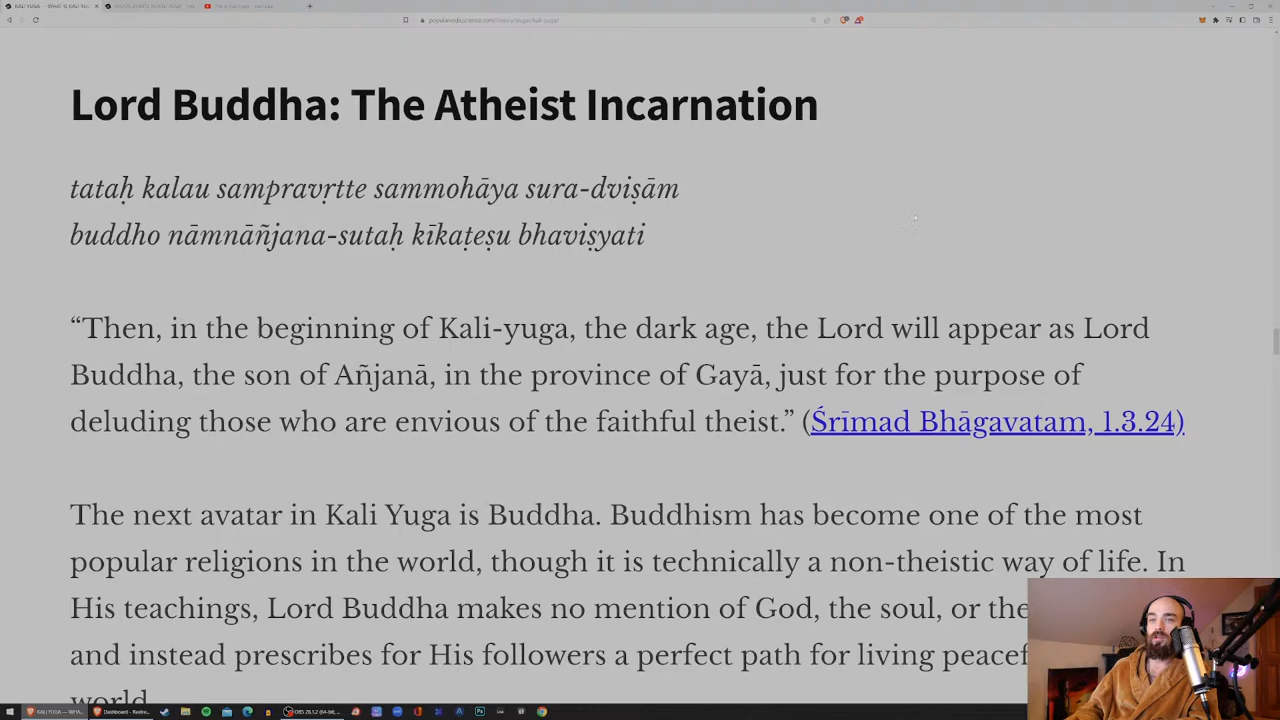 KALI YUGA
Lord Buddha: The Atheist Incarnation
tataḥ kalau sampravṛtte sammohāya sura-dviṣām
buddho nāmnāñjana-sutaḥ kīkaṭeṣu bhaviṣyati
“Then, in the beginning of Kali-yuga, the dark age, the Lord will appear as Lord
Buddha, the son of Añjanā, in the province of Gayā, just for the purpose of
deluding those who are envious of the faithful theist.” (Śrīmad Bhāgavatam, 1.3.24)
The next avatar in Kali Yuga is Buddha. Buddhism has become one of the most
popular religions in the world, though it is technically a non-theistic way of life. In
His teachings, Lord Buddha makes no mention of God, the soul, or the
and instead prescribes for His followers a perfect path for living
world.